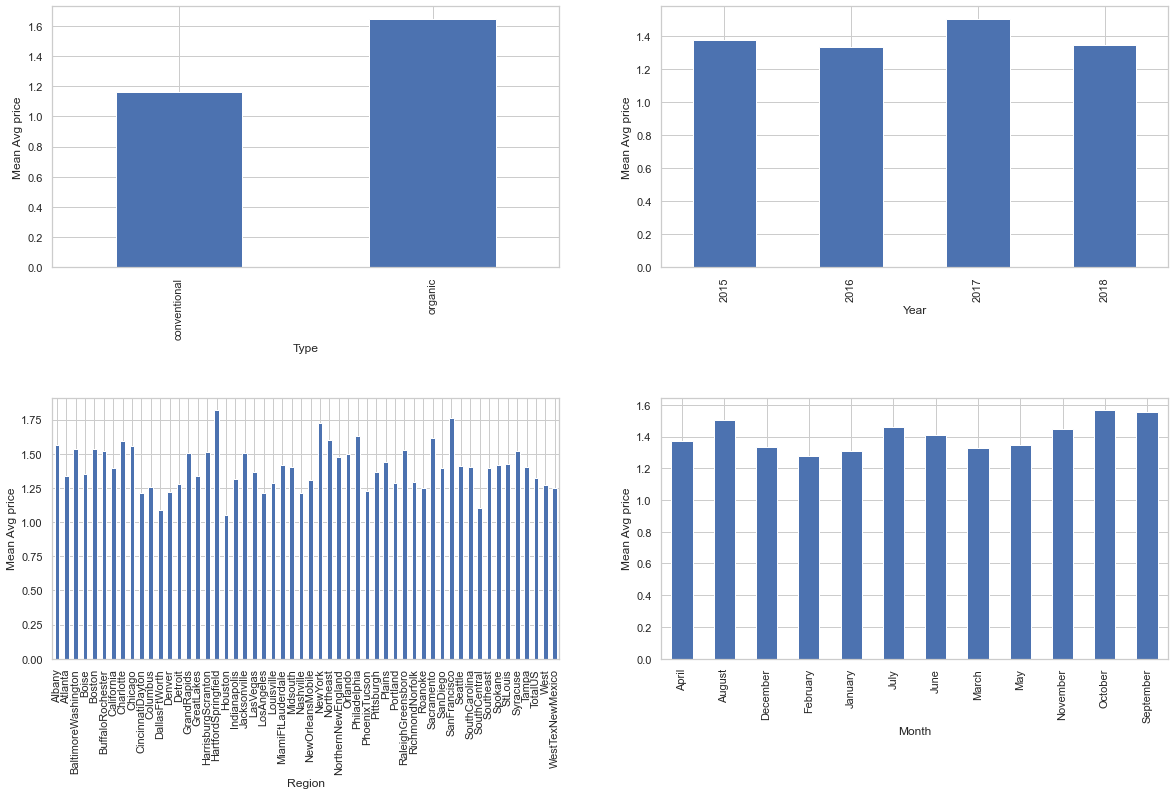 Mean Avg price
1.6
1.4
1.2
1.0
0.8
0.6
0.4
0.2
0.0
conventional
organic
Type
Mean Avg price
1.4
1.2
1.0
0.8
0.6
0.4
0.2
0.0
2015
2016
2017
2018
Year
Mean Avg price
1.75
1.50
1.25
1.00
0.75
0.50
0.25
0.00
Albany
Atlanta
BaltimoreWashington
Boise
Boston
BuffaloRochester
California
Charlotte
Chicago
CincinnatiDayton
Columbus
DallasFtWorth
Denver
Detroit
GrandRapids
GreatLakes
HarrisburgScranton
HartfordSpringfield
Houston
Indianapolis
Jacksonville
LasVegas
LosAngeles
Louisville
MiamiFtLauderdale
Midsouth
Nashville
NewOrleansMobile
NewYork
Northeast
NorthernNewEngland
Orlando
Philadelphia
PhoenixTucson
Pittsburgh
Plains
Portland
RaleighGreensboro
RichmondNorfolk
Roanoke
Sacramento
SanDiego
SanFrancisco
Seattle
SouthCarolina
SouthCentral
Southeast
Spokane
StLouis
Syracuse
Tampa
TotalUS
West
WestTexNewMexico
Region
Mean Avg price
1.6
1.4
1.2
1.0
0.8
0.6
0.4
0.2
0.0
April
August
December
February
January
July
June
March
May
November
October
September
Month